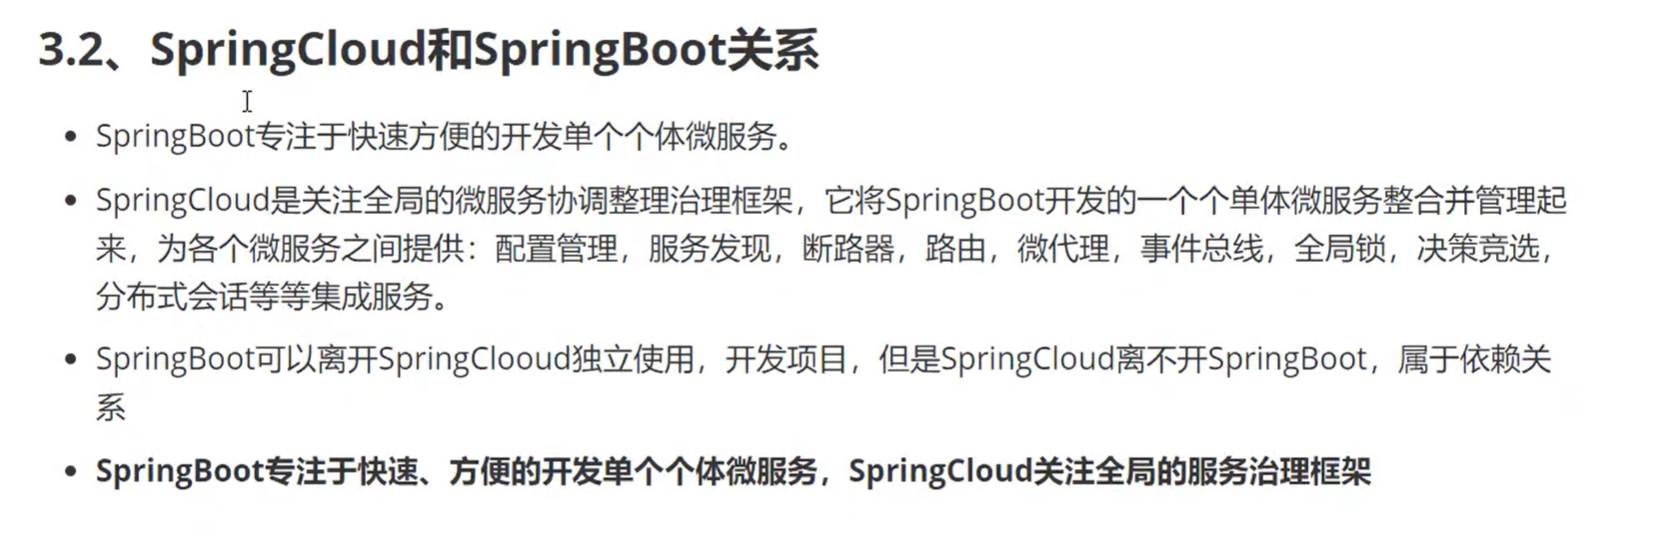 3.2、SpringCloud和SpringBoot关系
SpringBoot专注于快速方便的开发单个个体微服务。
SpringCloud是关注全局的微服务协调整理治理框架，它将SpringBoot开发的一个个单体微服务整合并管理起
来，为各个微服务之间提供：配置管理，服务发现，断路器，路由，微代理，事件总线，全局锁，决策竞选，
分布式会话等等集成服务。
SpringBoot可以离开SpringClooud独立使用，开发项目，但是SpringCloud离不开SpringBoot，属于依赖关
系
SpringBoot专注于快速、方便的开发单个个体微服务，SpringCloud关注全局的服务治理框架